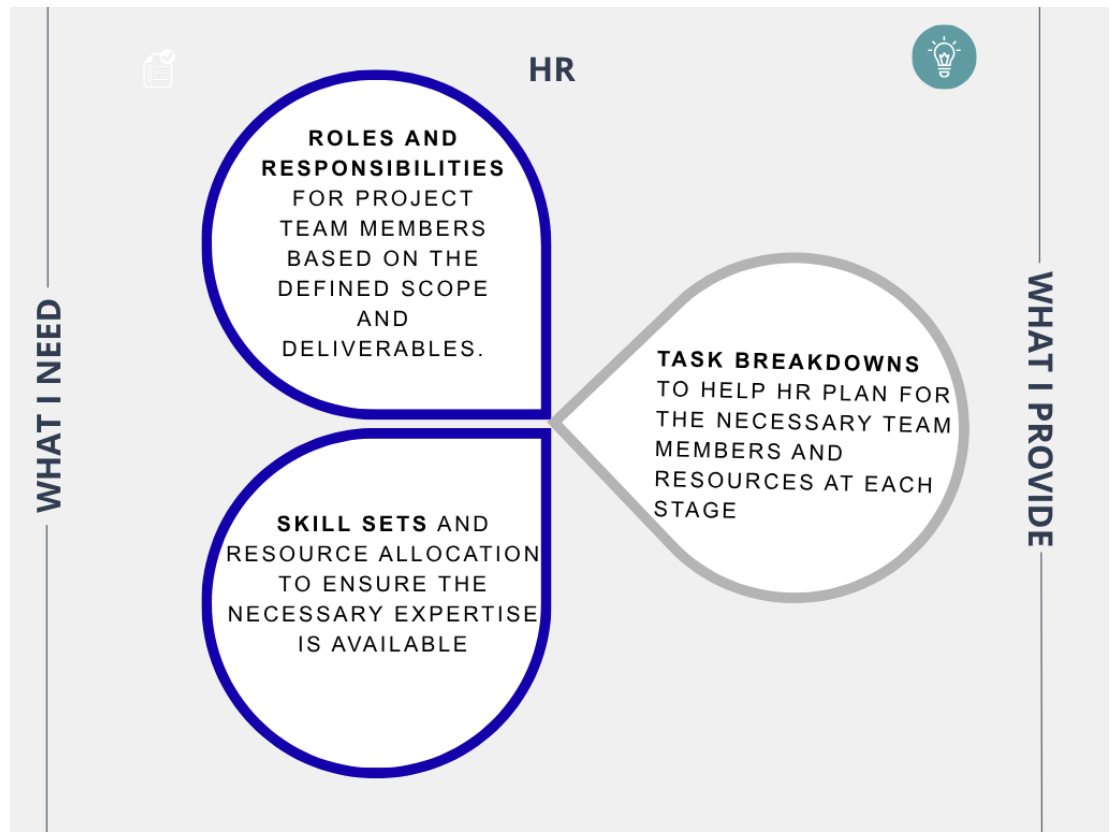 HR
WHAT I NEED
ROLES AND
RESPONSIBILITIES
FOR PROJECT
TEAM MEMBERS
BASED ON THE
DEFINED SCOPE
AND
DELIVERABLES.
SKILL SETS AND
RESOURCE ALLOCATION
TO ENSURE THE
NECESSARY EXPERTISE
IS AVAILABLE
TASK BREAKDOWNS
TO HELP HR PLAN FOR
THE NECESSARY TEAM
MEMBERS AND
RESOURCES AT EACH
STAGE
WHAT I PROVIDE